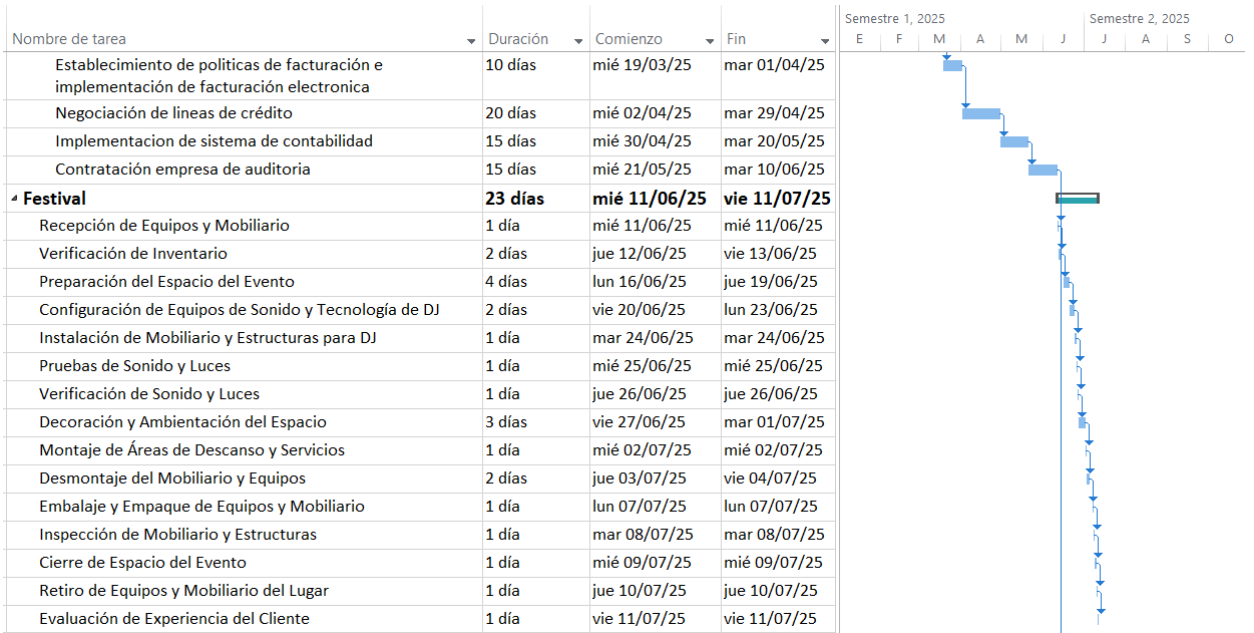 Semestre 1, 2025 Semestre 2, 2025
Nombre de tarea Duración Comienzo Fin E F M A M J J A S O
Establecimiento de politicas de facturación e 10 días mié 19/03/25 mar 01/04/25
implementación de facturación electronica
Negociación de lineas de crédito 20 días mié 02/04/25 mar 29/04/25
Implementacion de sistema de contabilidad 15 días mié 30/04/25 mar 20/05/25
Contratación empresa de auditoria 15 días mié 21/05/25 mar 10/06/25
Festival 23 días mié 11/06/25 vie 11/07/25
Recepción de Equipos y Mobiliario 1 día mié 11/06/25 mié 11/06/25
Verificación de Inventario 2 días jue 12/06/25 vie 13/06/25
Preparación del Espacio del Evento 4 días lun 16/06/25 jue 19/06/25
Configuración de Equipos de Sonido y Tecnología de DJ 2 días vie 20/06/25 lun 23/06/25
Instalación de Mobiliario y Estructuras para DJ 1 día mar 24/06/25 mar 24/06/25
Pruebas de Sonido y Luces 1 día mié 25/06/25 mié 25/06/25
Verificación de Sonido y Luces 1 día jue 26/06/25 jue 26/06/25
Decoración y Ambientación del Espacio 3 días vie 27/06/25 mar 01/07/25
Montaje de Áreas de Descanso y Servicios 1 día mié 02/07/25 mié 02/07/25
Desmontaje del Mobiliario y Equipos 2 días jue 03/07/25 vie 04/07/25
Embalaje y Empaque de Equipos y Mobiliario 1 día lun 07/07/25 lun 07/07/25
Inspección de Mobiliario y Estructuras 1 día mar 08/07/25 mar 08/07/25
Cierre de Espacio del Evento 1 día mié 09/07/25 mié 09/07/25
Retiro de Equipos y Mobiliario del Lugar 1 día jue 10/07/25 jue 10/07/25
Evaluación de Experiencia del Cliente 1 día vie 11/07/25 vie 11/07/25